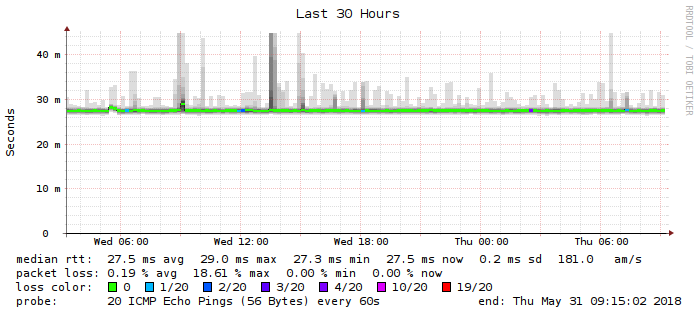 Last 30 Hours
RRDTOOL / TOBI OETIKER
Seconds
40 m
30 m
20 m
10 m
0
Wed 06:00 Wed 12:00 Wed 18:00 Thu 00:00 Thu 06:00
median rtt: 27.5 ms avg 29.0 ms max 27.3 ms min 27.5 ms now 0.2 ms sd 181.0 am/s
packet loss: 0.19 % avg 18.61 % max 0.00 % min 0.00 % now
loss color: 0 1/20 2/20 3/20 4/20 10/20 19/20
probe: 20 ICMP Echo Pings (56 Bytes) every 60s end: Thu May 31 09:15:02 2018